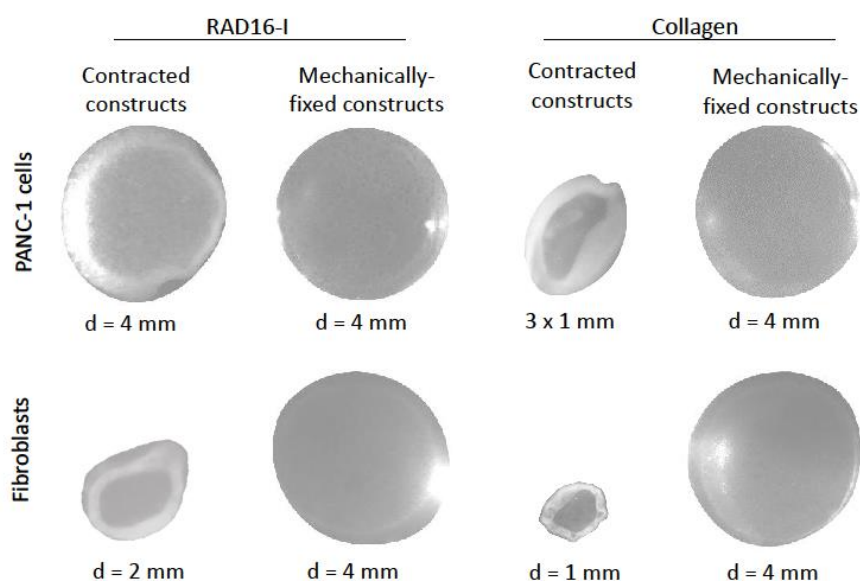 RAD16-I
Collagen
Contracted
constructs
Mechanically-
fixed constructs
Contracted
constructs
Mechanically-
fixed constructs
PANC-1 cells
d = 4 mm
d = 4 mm
3 x 1 mm
d = 4 mm
Fibroblasts
d = 2 mm
d = 4 mm
d = 1 mm
d = 4 mm